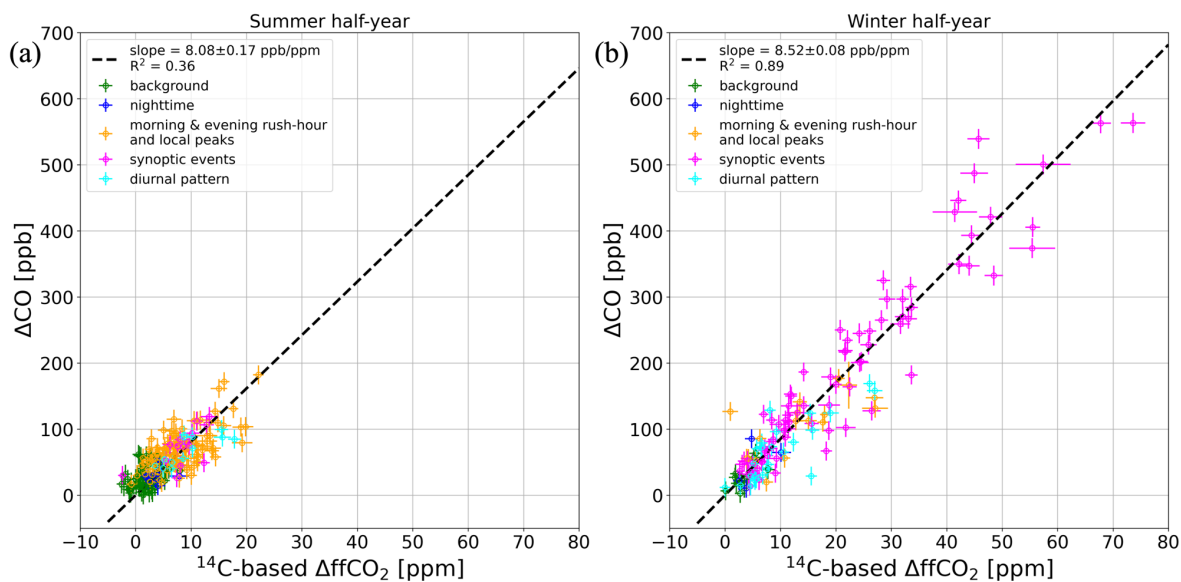 Summer half-year
(a)
slope = 8.08±0.17 ppb/ppm
R² = 0.36
background
nighttime
morning & evening rush-hour
and local peaks
synoptic events
diurnal pattern
700
600
500
400
300
200
100
0
ΔCO [ppb]
−10 0 10 20 30 40 50 60 70 80
¹⁴C-based ΔffCO₂ [ppm]
Winter half-year
(b)
slope = 8.52±0.08 ppb/ppm
R² = 0.89
background
nighttime
morning & evening rush-hour
and local peaks
synoptic events
diurnal pattern
700
600
500
400
300
200
100
0
ΔCO [ppb]
−10 0 10 20 30 40 50 60 70 80
¹⁴C-based ΔffCO₂ [ppm]